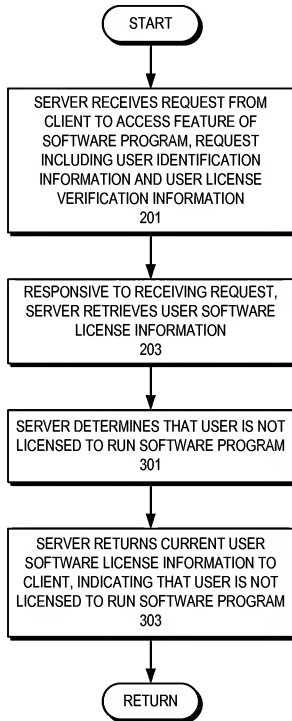 START
SERVER RECEIVES REQUEST FROM
CLIENT TO ACCESS FEATURE OF
SOFTWARE PROGRAM, REQUEST
INCLUDING USER IDENTIFICATION
INFORMATION AND USER LICENSE
VERIFICATION INFORMATION
201
RESPONSIVE TO RECEIVING REQUEST,
SERVER RETRIEVES USER SOFTWARE
LICENSE INFORMATION
203
SERVER DETERMINES THAT USER IS NOT
LICENSED TO RUN SOFTWARE PROGRAM
301
SERVER RETURNS CURRENT USER
SOFTWARE LICENSE INFORMATION TO
CLIENT, INDICATING THAT USER IS NOT
LICENSED TO RUN SOFTWARE PROGRAM
303
RETURN